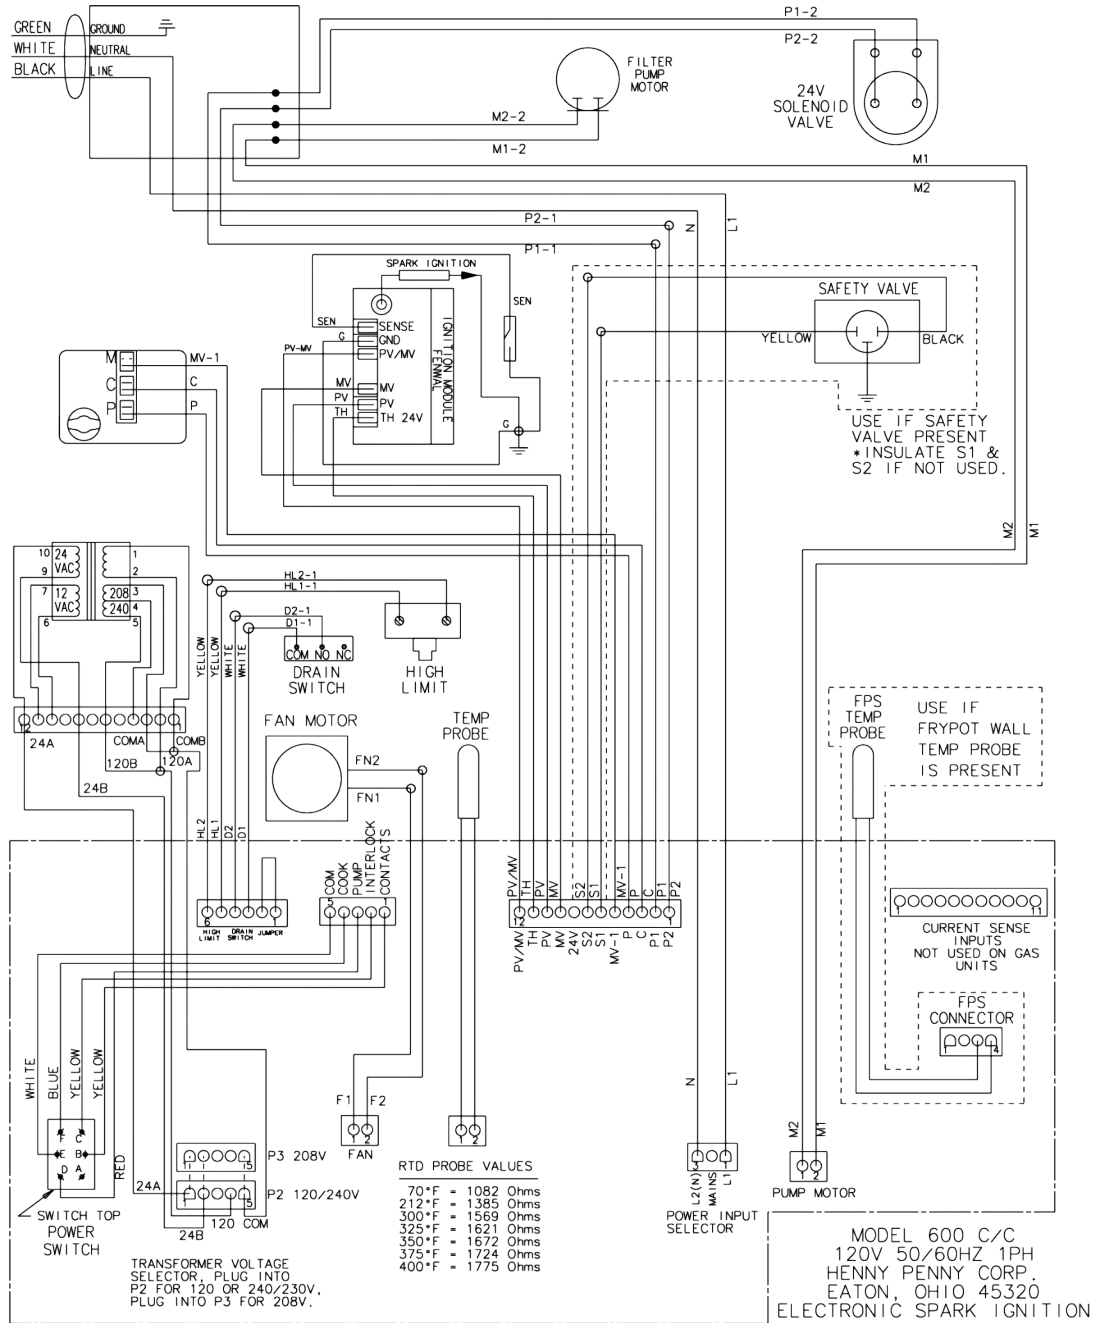 GREEN
GROUND
WHITE
NEUTRAL
BLACK
LINE
P1-2
P2-2
FILTER
PUMP
MOTOR
24V
SOLENOID
VALVE
M2-2
M1-2
M1
M2
P2-1
P1-1
N
L1
SPARK IGNITION
SEN
SEN
SENSE
G
GND
PV-MV
PV/MV
MV
MV
PV
PV
TH
TH 24V
IGNITION MODULE
FENWAL
G
SAFETY VALVE
YELLOW
BLACK
USE IF SAFETY
VALVE PRESENT
*INSULATE S1 &
S2 IF NOT USED.
M
MV-1
C
C
P
P
M2
M1
10
24
VAC
9
7
12
VAC
6
1
2
208
3
240
4
5
HL2-1
HL1-1
D2-1
D1-1
YELLOW
YELLOW
WHITE
WHITE
COM NO NC
DRAIN
SWITCH
HIGH
LIMIT
12
1
24A
COMA
COMB
120B
120A
24B
FAN MOTOR
FN2
FN1
TEMP
PROBE
FPS
TEMP
PROBE
USE IF
FRYPOT WALL
TEMP PROBE
IS PRESENT
HL2
HL1
D2
D1
6
1
HIGH
LIMIT
DRAIN
SWITCH
JUMPER
COM
COOK
PUMP
INTERLOCK
CONTACTS
5
1
PV/MV
TH
PV
MV
S2
S1
MV-1
P
C
P1
P2
12
1
PV/MV
TH
PV
MV
24V
S2
S1
MV-1
P
C
P1
P2
1
11
CURRENT SENSE
INPUTS
NOT USED ON GAS
UNITS
FPS
CONNECTOR
1
4
WHITE
BLUE
YELLOW
YELLOW
RED
F C
E B
D A
SWITCH TOP
POWER
SWITCH
1
5
P3 208V
1
5
P2 120/240V
24A
24B
120
COM
TRANSFORMER VOLTAGE
SELECTOR, PLUG INTO
P2 FOR 120 OR 240/230V,
PLUG INTO P3 FOR 208V.
F1
F2
1 2
FAN
1 2
RTD PROBE VALUES
70°F = 1082 Ohms
212°F = 1385 Ohms
300°F = 1569 Ohms
325°F = 1621 Ohms
350°F = 1672 Ohms
375°F = 1724 Ohms
400°F = 1775 Ohms
N
L1
3
1
L2(N)
MAINS
L1
POWER INPUT
SELECTOR
M2
M1
1 2
PUMP MOTOR
MODEL 600 C/C
120V 50/60HZ 1PH
HENNY PENNY CORP.
EATON, OHIO 45320
ELECTRONIC SPARK IGNITION